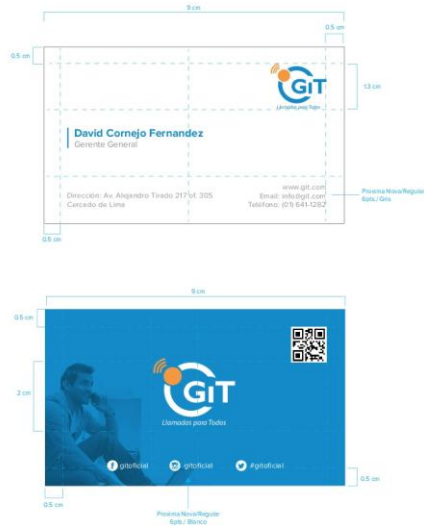 9 cm
0.5 cm
0.5 cm
GiT
Llamadas para Todos
1.3 cm
David Cornejo Fernandez
Gerente General
www.git.com
Dirección: Av. Alejandro Tirado 217 of. 305
Email: info@git.com
Cercado de Lima
Teléfono: (01) 641-1282
Proxima Nova/Regular
6pts./ Gris
0.5 cm
9 cm
0.5 cm
2 cm
GiT
Llamadas para Todos
gitoficial
gitoficial
#gitoficial
0.5 cm
0.5 cm
Proxima Nova/Regular
6pts./ Blanco